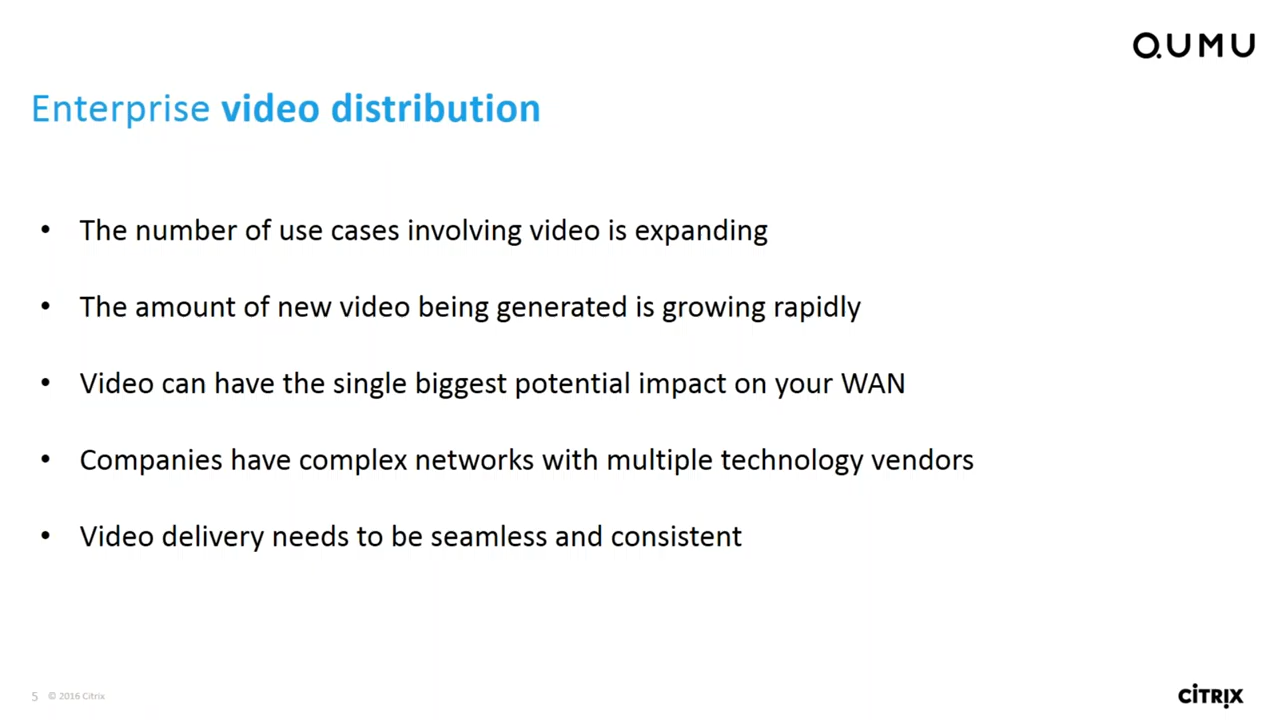 QUMU
Enterprise video distribution
• The number of use cases involving video is expanding
• The amount of new video being generated is growing rapidly
• Video can have the single biggest potential impact on your WAN
• Companies have complex networks with multiple technology vendors
• Video delivery needs to be seamless and consistent
5 © 2016 Citrix
CİTRIX